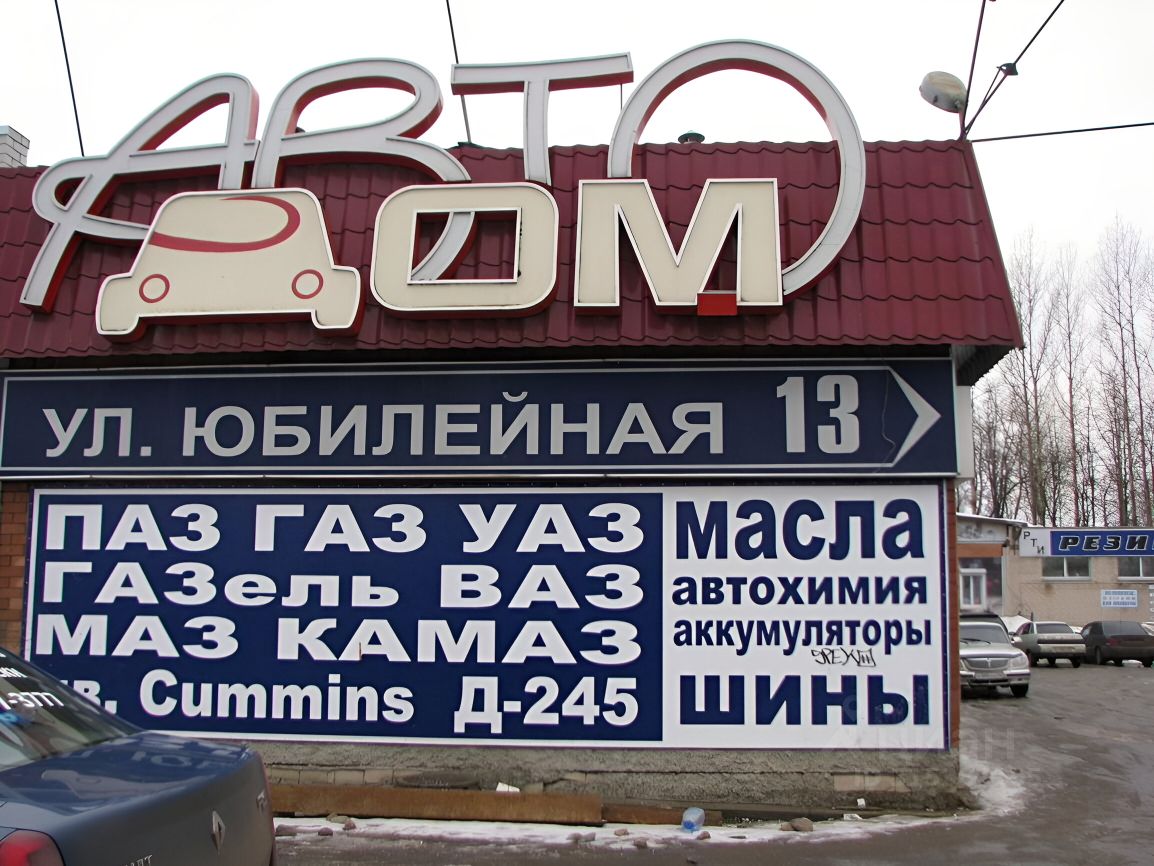 АВТО
ДОМ
УЛ. ЮБИЛЕЙНАЯ 13
ПАЗ ГАЗ УАЗ
ГАЗель ВАЗ
МАЗ КАМАЗ
в. Cummins Д-245
масла
автохимия
аккумуляторы
шины
РТИ РЕЗИ